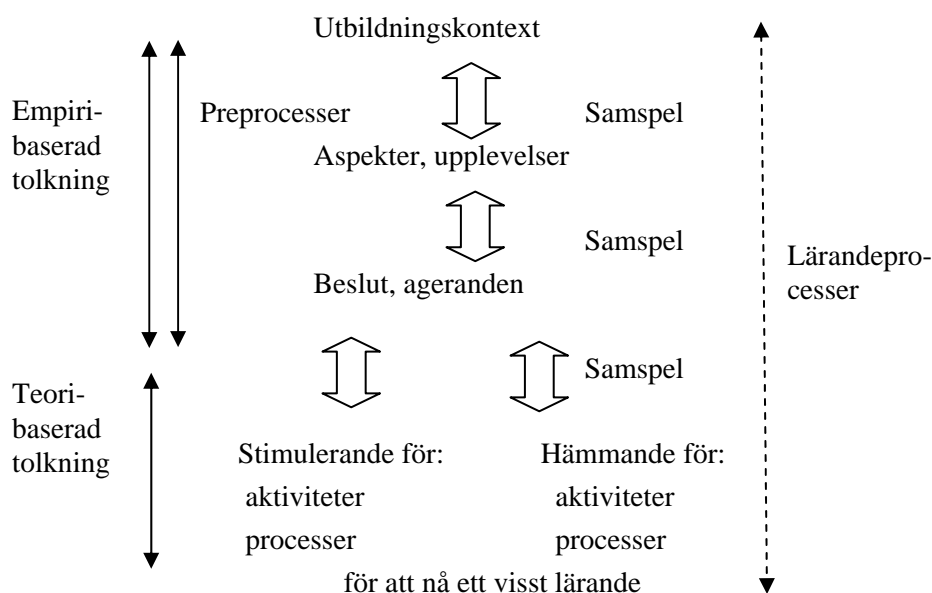 Utbildningskontext
Empiri-
baserad
tolkning
Preprocesser
Samspel
Aspekter, upplevelser
Samspel
Lärandepro-
cesser
Beslut, ageranden
Samspel
Teori-
baserad
tolkning
Stimulerande för:
aktiviteter
processer
Hämmande för:
aktiviteter
processer
för att nå ett visst lärande